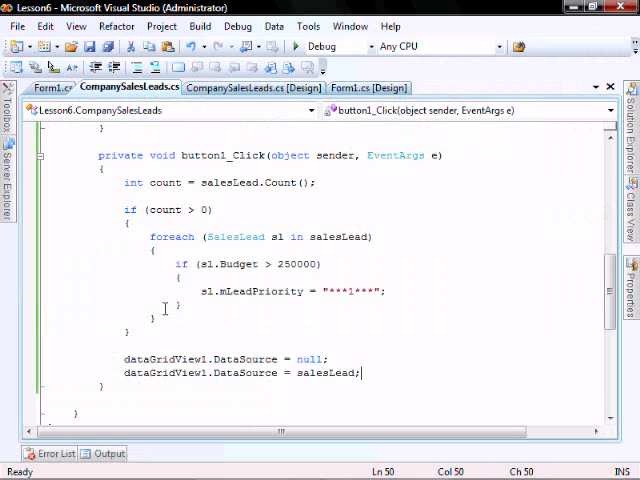 Lesson6 - Microsoft Visual Studio (Administrator)
File Edit View Refactor Project Build Debug Data Tools Test Window Help
Debug Any CPU
Form1.cs CompanySalesLeads.cs CompanySalesLeads.cs [Design] Form1.cs [Design]
Lesson6.CompanySalesLeads button1_Click(object sender, EventArgs e)
Toolbox
Server Explorer
Solution Explorer
Class View
Properties
}
private void button1_Click(object sender, EventArgs e)
{
int count = salesLead.Count();
if (count > 0)
{
foreach (SalesLead sl in salesLead)
{
if (sl.Budget > 250000)
{
sl.mLeadPriority = "***1***";
}
}
}
dataGridView1.DataSource = null;
dataGridView1.DataSource = salesLead;
}
}
Error List Output
Ready Ln 50 Col 50 Ch 50 INS